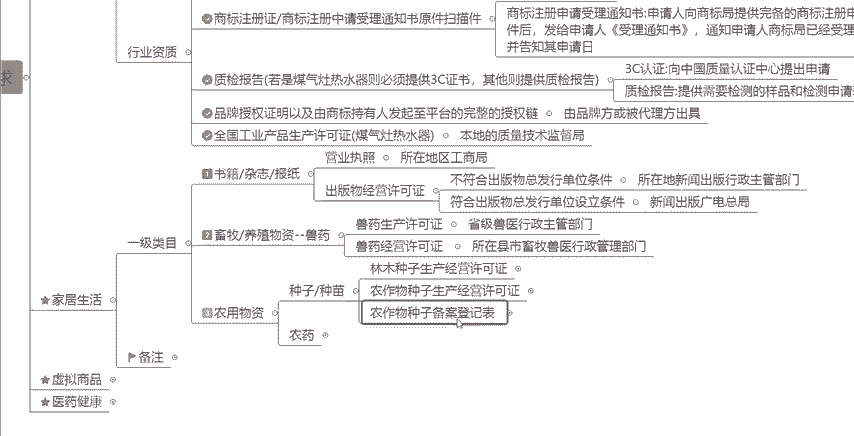 求
行业资质
商标注册证/商标注册中请受理通知书原件扫描件
商标注册申请受理通知书:申请人向商标局提供完备的商标注册申
件后，发给申请人《受理通知书》，通知申请人商标局已经受理
并告知其申请日
质检报告(若是煤气灶热水器则必须提供3C证书，其他则提供质检报告)
3C认证:向中国质量认证中心提出申请
质检报告:提供需要检测的样品和检测申请
品牌授权证明以及由商标持有人发起至平台的完整的授权链
由品牌方或被代理方出具
全国工业产品生产许可证(煤气灶热水器)
本地的质量技术监督局
家居生活
一级类目
1 书籍/杂志/报纸
营业执照
所在地区工商局
出版物经营许可证
不符合出版物总发行单位条件
所在地新闻出版行政主管部门
符合出版物总发行单位设立条件
新闻出版广电总局
2 畜牧/养殖物资--兽药
兽药生产许可证
省级兽医行政主管部门
兽药经营许可证
所在县市畜牧兽医行政管理部门
3 农用物资
种子/种苗
林木种子生产经营许可证
农作物种子生产经营许可证
农作物种子备案登记表
农药
备注
虚拟商品
医药健康